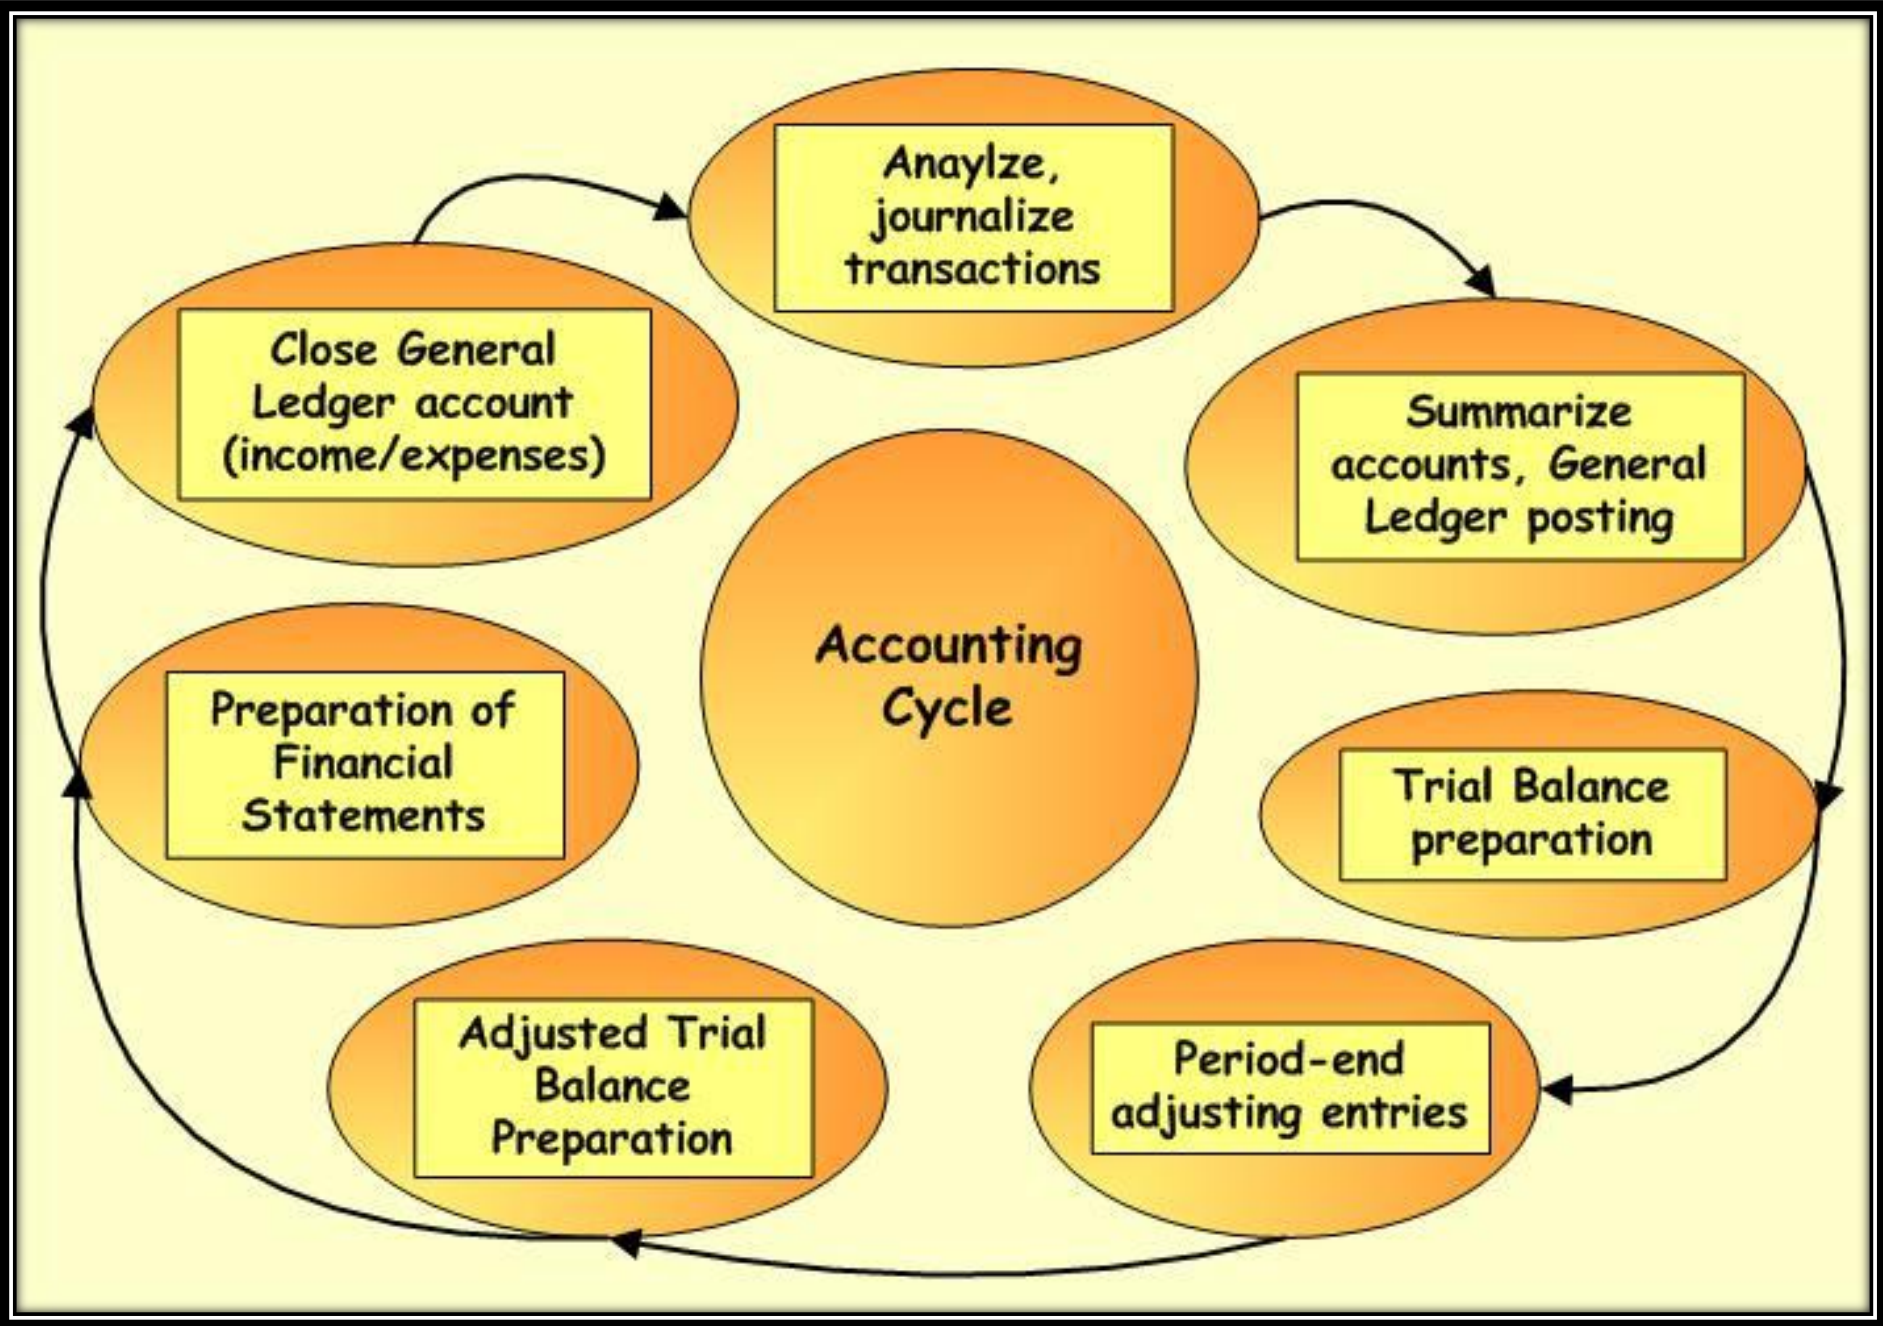 Anaylze,
journalize
transactions
Close General
Ledger account
(income/expenses)
Summarize
accounts, General
Ledger posting
Accounting
Cycle
Preparation of
Financial
Statements
Trial Balance
preparation
Adjusted Trial
Balance
Preparation
Period-end
adjusting entries